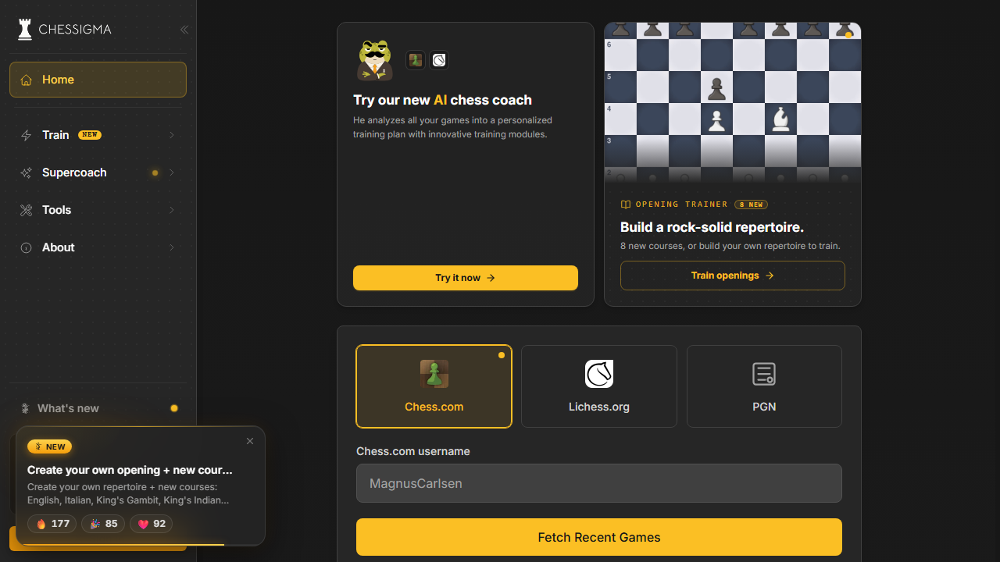 CHESSIGMA
Home
Train NEW
Supercoach
Tools
About
What's new
NEW
Create your own opening + new cour...
Create your own repertoire + new courses:
English, Italian, King's Gambit, King's Indian...
177 85 92
Try our new AI chess coach
He analyzes all your games into a personalized
training plan with innovative training modules.
Try it now
6
5
4
3
2
OPENING TRAINER 8 NEW
Build a rock-solid repertoire.
8 new courses, or build your own repertoire to train.
Train openings
Chess.com
Lichess.org
PGN
Chess.com username
MagnusCarlsen
Fetch Recent Games